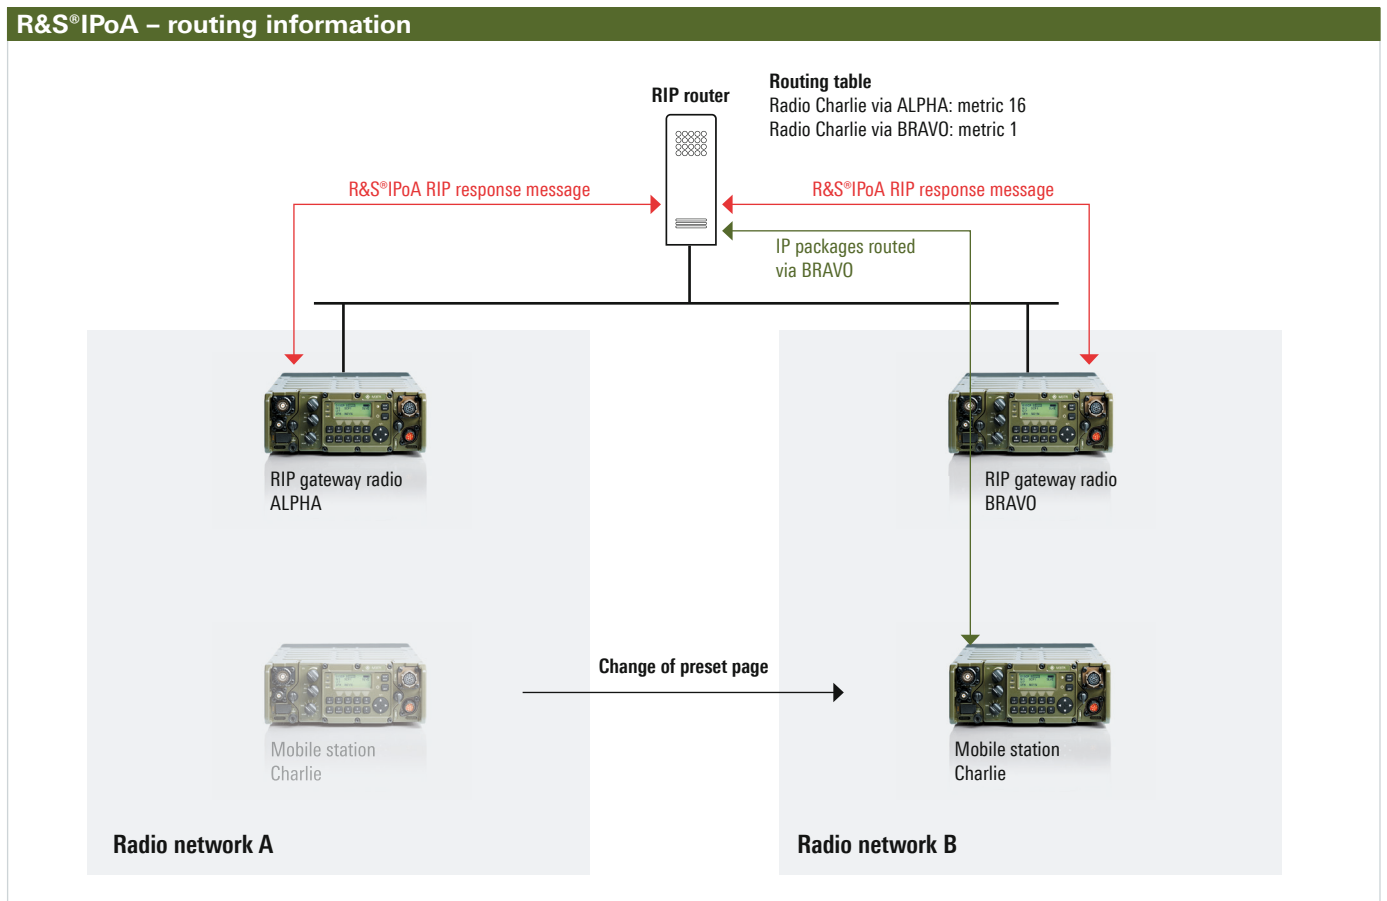 R&S®IPoA – routing information
RIP router
Routing table
Radio Charlie via ALPHA: metric 16
Radio Charlie via BRAVO: metric 1
R&S®IPoA RIP response message
R&S®IPoA RIP response message
IP packages routed
via BRAVO
RIP gateway radio
ALPHA
RIP gateway radio
BRAVO
Change of preset page
Mobile station
Charlie
Mobile station
Charlie
Radio network A
Radio network B